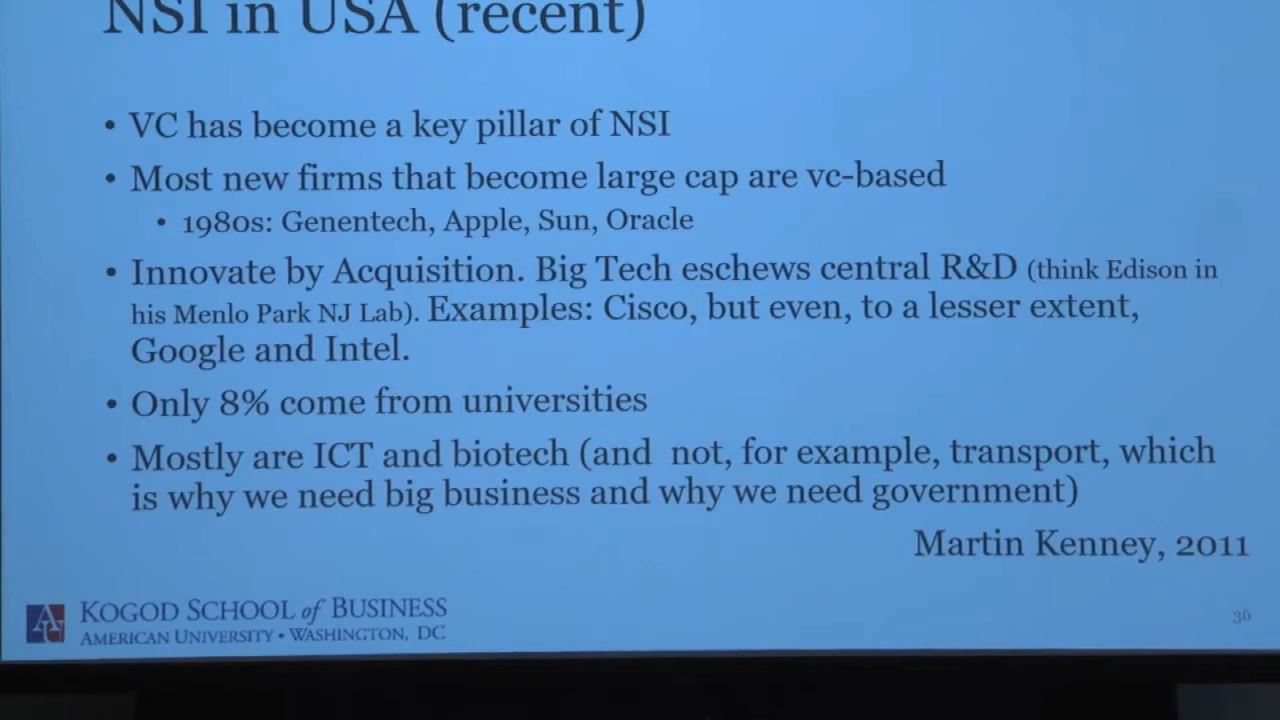 NSI in USA (recent)
• VC has become a key pillar of NSI
• Most new firms that become large cap are vc-based
• 1980s: Genentech, Apple, Sun, Oracle
• Innovate by Acquisition. Big Tech eschews central R&D (think Edison in
his Menlo Park NJ Lab). Examples: Cisco, but even, to a lesser extent,
Google and Intel.
• Only 8% come from universities
• Mostly are ICT and biotech (and not, for example, transport, which
is why we need big business and why we need government)
Martin Kenney, 2011
KOGOD SCHOOL of BUSINESS
AMERICAN UNIVERSITY • WASHINGTON, DC
36